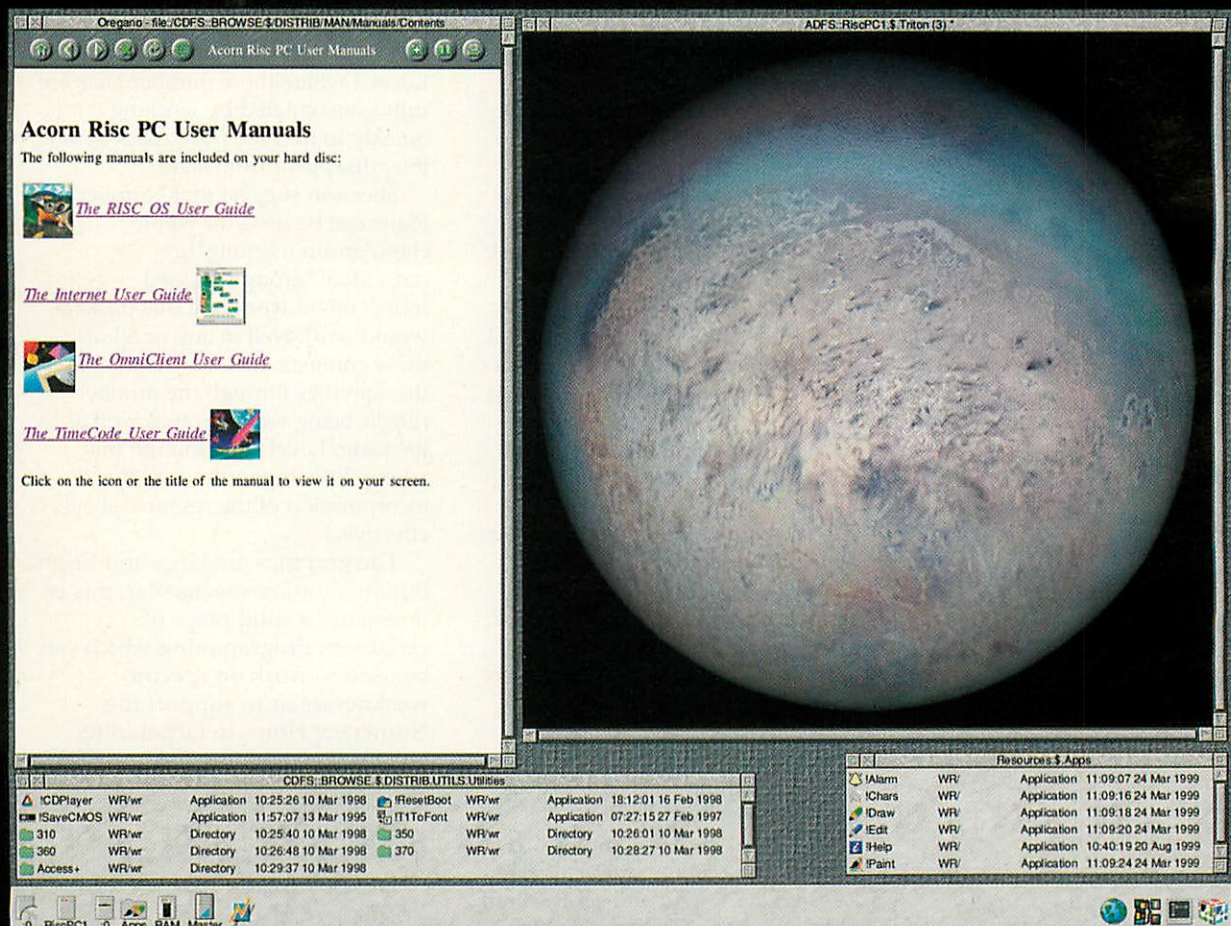 Oregano - file:/CDFS::BROWSE/$/DISTRIB/MAN/Manuals/Contents
Acorn Risc PC User Manuals
Acorn Risc PC User Manuals
The following manuals are included on your hard disc:
The RISC OS User Guide
The Internet User Guide
The OmniClient User Guide
The TimeCode User Guide
Click on the icon or the title of the manual to view it on your screen.
ADFS::RiscPC1.$.Triton (3) *
CDFS::BROWSE.$.DISTRIB.UTILS.Utilities
!CDPlayer WR/wr Application 10:25:26 10 Mar 1998 !ResetBoot WR/wr Application 18:12:01 16 Feb 1998
!SaveCMOS WR/wr Application 11:57:07 13 Mar 1995 !T1ToFont WR/wr Application 07:27:15 27 Feb 1997
310 WR/wr Directory 10:25:40 10 Mar 1998 350 WR/wr Directory 10:26:01 10 Mar 1998
360 WR/wr Directory 10:26:48 10 Mar 1998 370 WR/wr Directory 10:28:27 10 Mar 1998
Access+ WR/wr Directory 10:29:37 10 Mar 1998
Resources:$.Apps
!Alarm WR/ Application 11:09:07 24 Mar 1999
!Chars WR/ Application 11:09:16 24 Mar 1999
!Draw WR/ Application 11:09:18 24 Mar 1999
!Edit WR/ Application 11:09:20 24 Mar 1999
!Help WR/ Application 10:40:19 20 Aug 1999
!Paint WR/ Application 11:09:24 24 Mar 1999
:0 RiscPC1 :0 Apps RAM Master